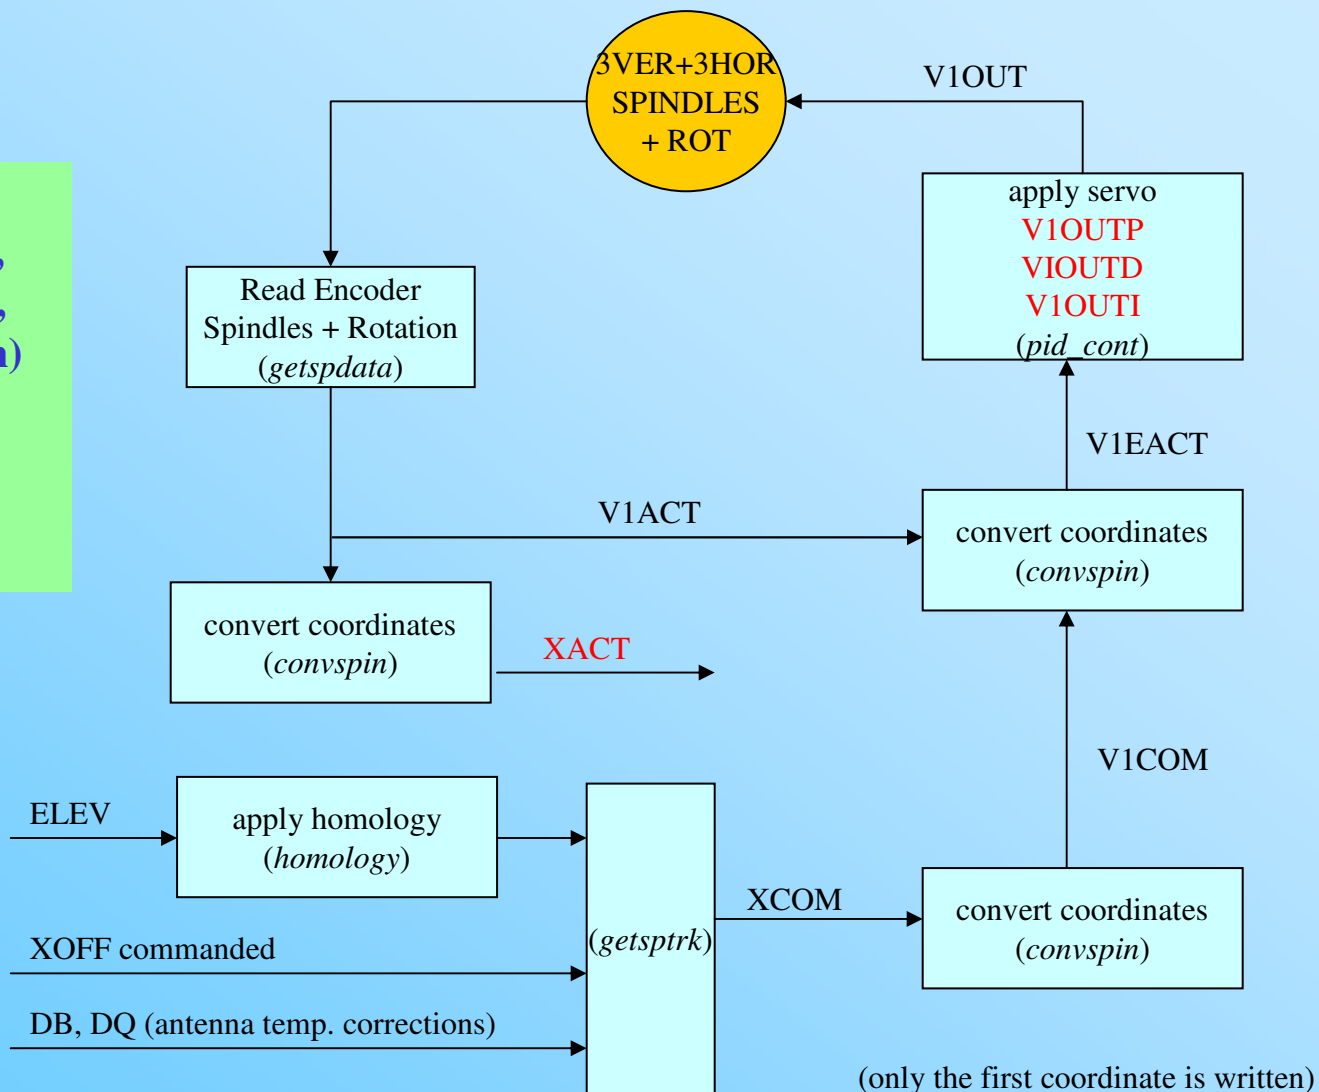 3VER+3HOR
SPINDLES
+ ROT
V1OUT
apply servo
V1OUTP
VIOUTD
V1OUTI
(pid_cont)
,
,
)
Read Encoder
Spindles + Rotation
(getspdata)
V1EACT
V1ACT
convert coordinates
(convspin)
convert coordinates
(convspin)
XACT
V1COM
ELEV
apply homology
(homology)
XCOM
convert coordinates
(convspin)
(getsptrk)
XOFF commanded
DB, DQ (antenna temp. corrections)
(only the first coordinate is written)